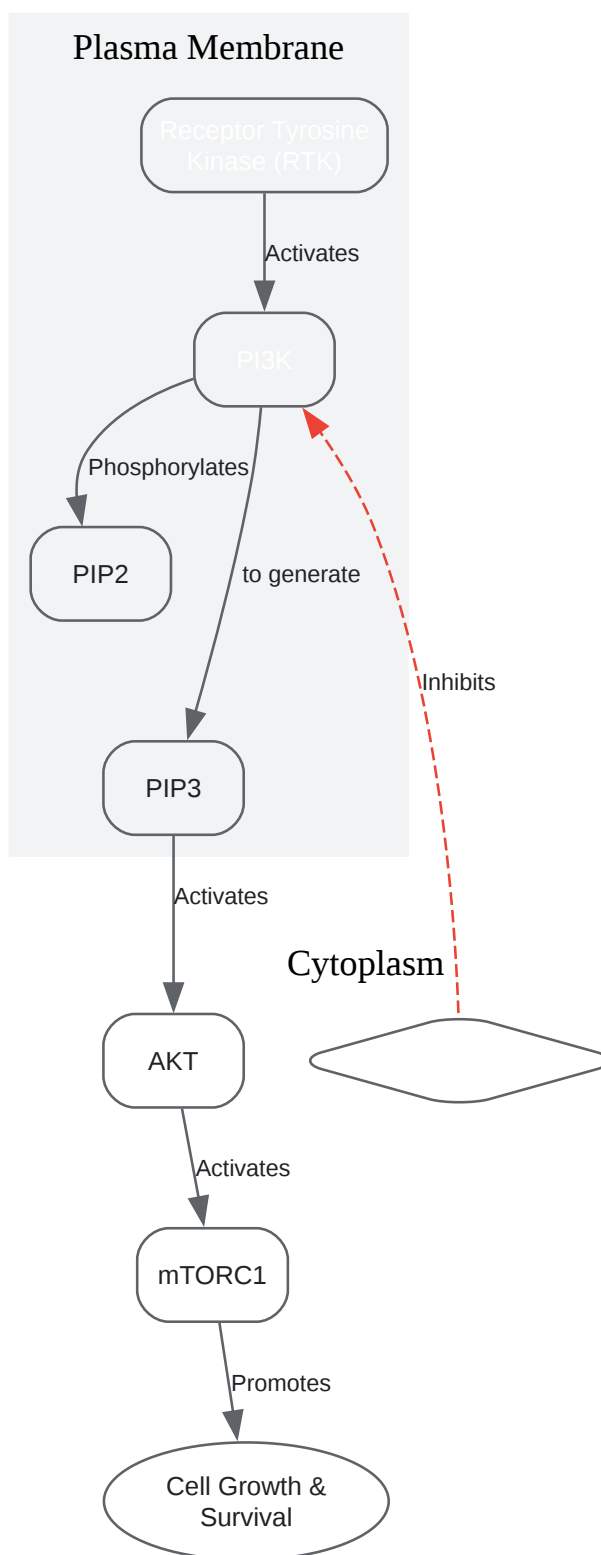 Plasma Membrane
Receptor Tyrosine
Kinase (RTK)
Activates
PI3K
Phosphorylates
PIP2
to generate
Inhibits
PIP3
Activates
Cytoplasm
AKT
Activates
mTORC1
Promotes
Cell Growth &
Survival